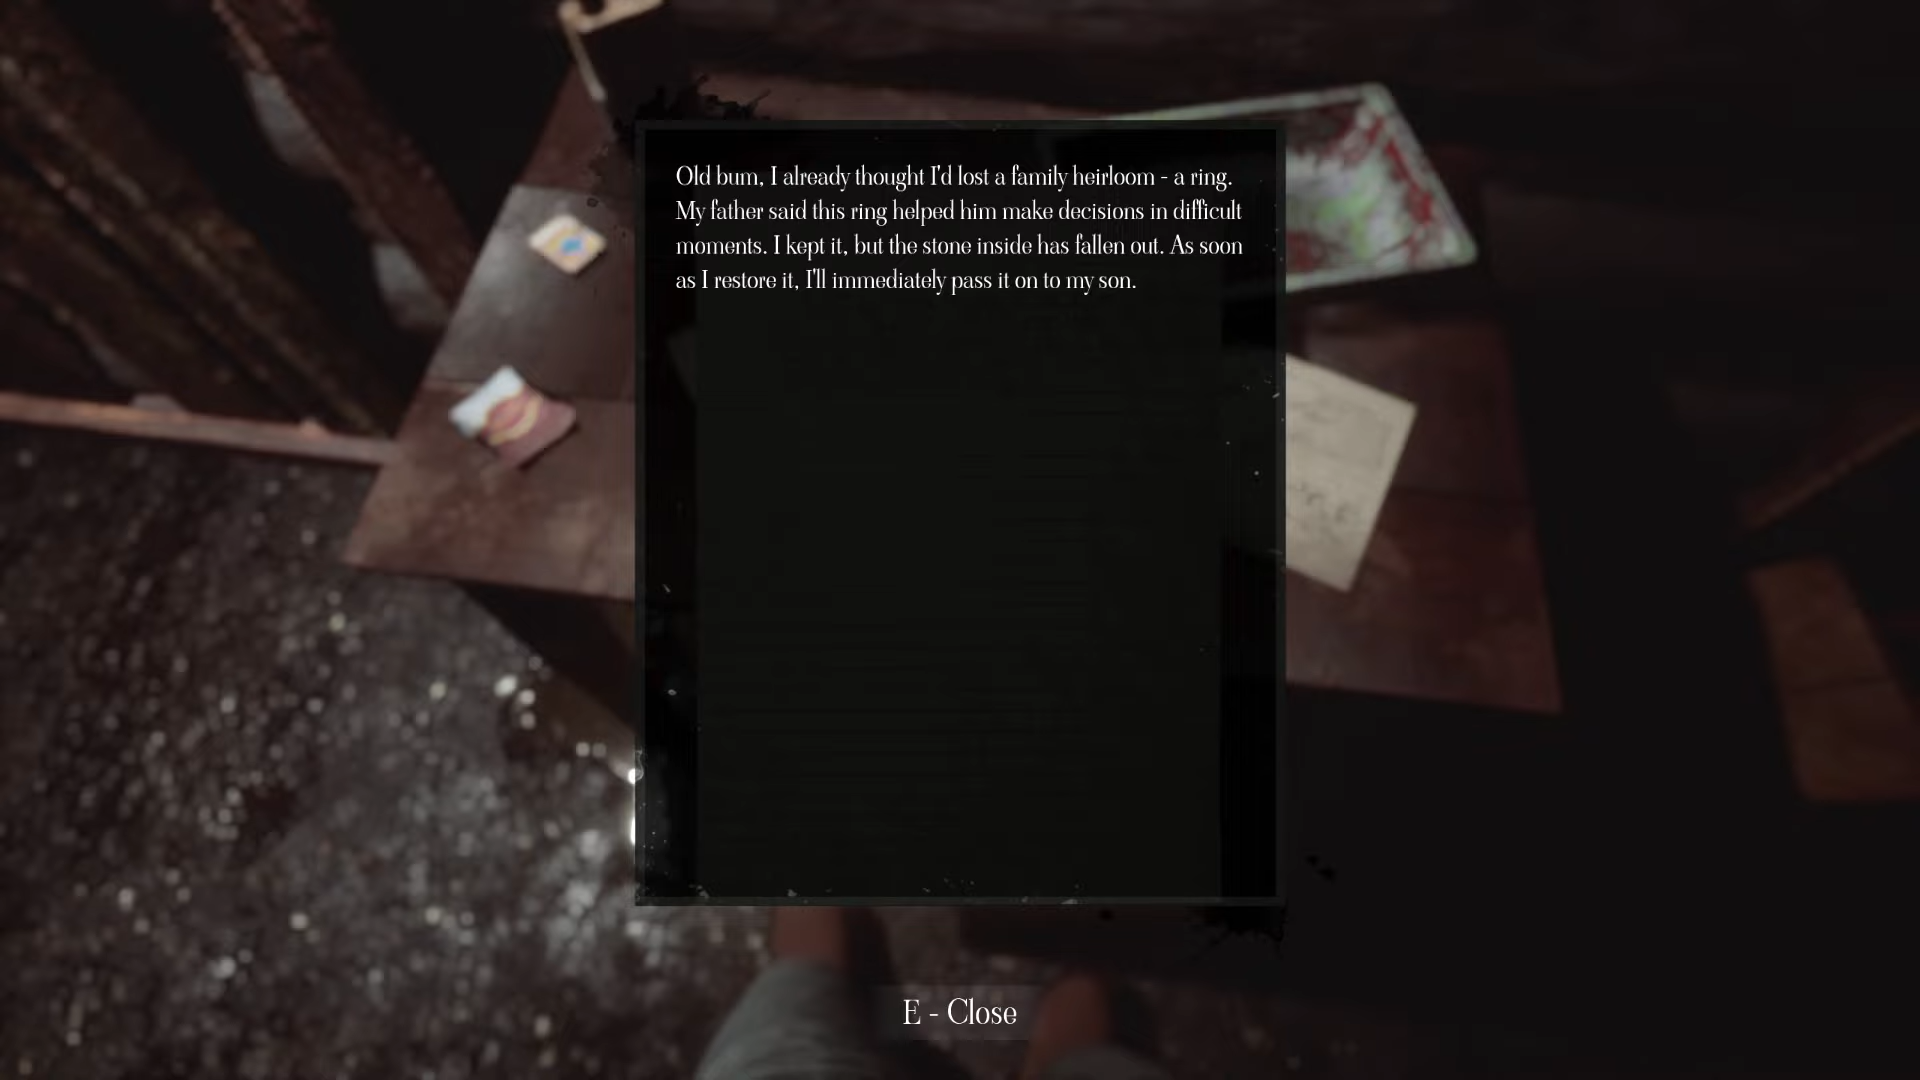 Old bum, I already thought I'd lost a family heirloom - a ring.
My father said this ring helped him make decisions in difficult
moments. I kept it, but the stone inside has fallen out. As soon
as I restore it, I'll immediately pass it on to my son.
E - Close